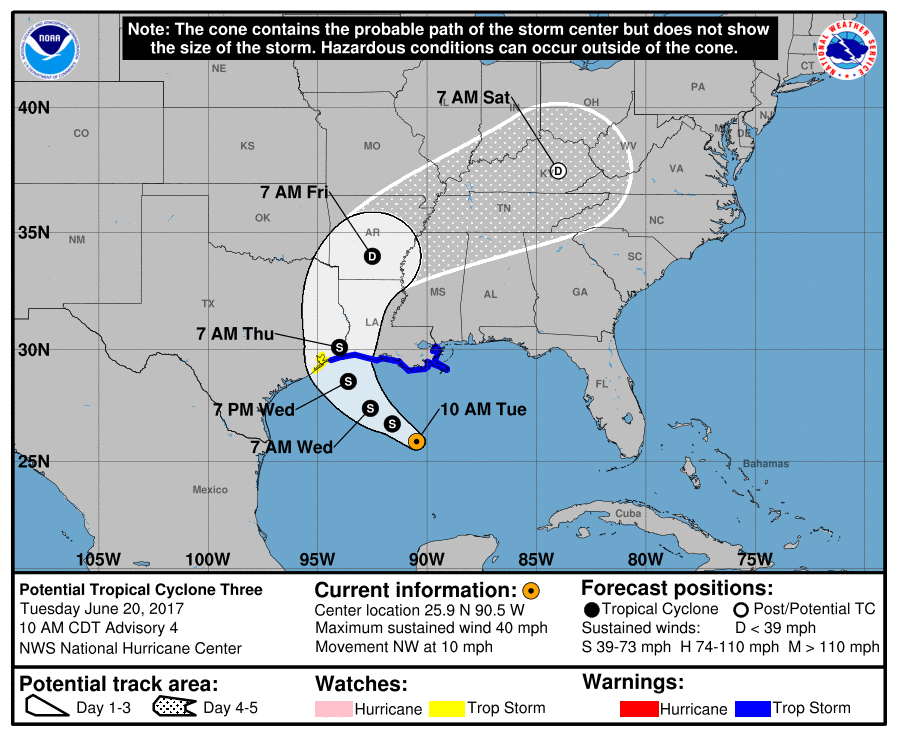 Note: The cone contains the probable path of the storm center but does not show
the size of the storm. Hazardous conditions can occur outside of the cone.
NOAA
NATIONAL WEATHER SERVICE
NE
PA
CT
NJ
7 AM Sat
IN
OH
40N
CO
KS
MO
WV
DE
VA
KY
D
7 AM Fri
OK
TN
NC
35N
NM
AR
D
SC
TX
MS
AL
GA
LA
7 AM Thu
S
30N
FL
S
7 PM Wed
S
S
10 AM Tue
7 AM Wed
25N
Bahamas
Mexico
Cuba
105W
100W
95W
90W
85W
80W
75W
Potential Tropical Cyclone Three
Tuesday June 20, 2017
10 AM CDT Advisory 4
NWS National Hurricane Center
Current information:
Center location 25.9 N 90.5 W
Maximum sustained wind 40 mph
Movement NW at 10 mph
Forecast positions:
Tropical Cyclone Post/Potential TC
Sustained winds: D < 39 mph
S 39-73 mph H 74-110 mph M > 110 mph
Potential track area:
Day 1-3 Day 4-5
Watches:
Hurricane Trop Storm
Warnings:
Hurricane Trop Storm